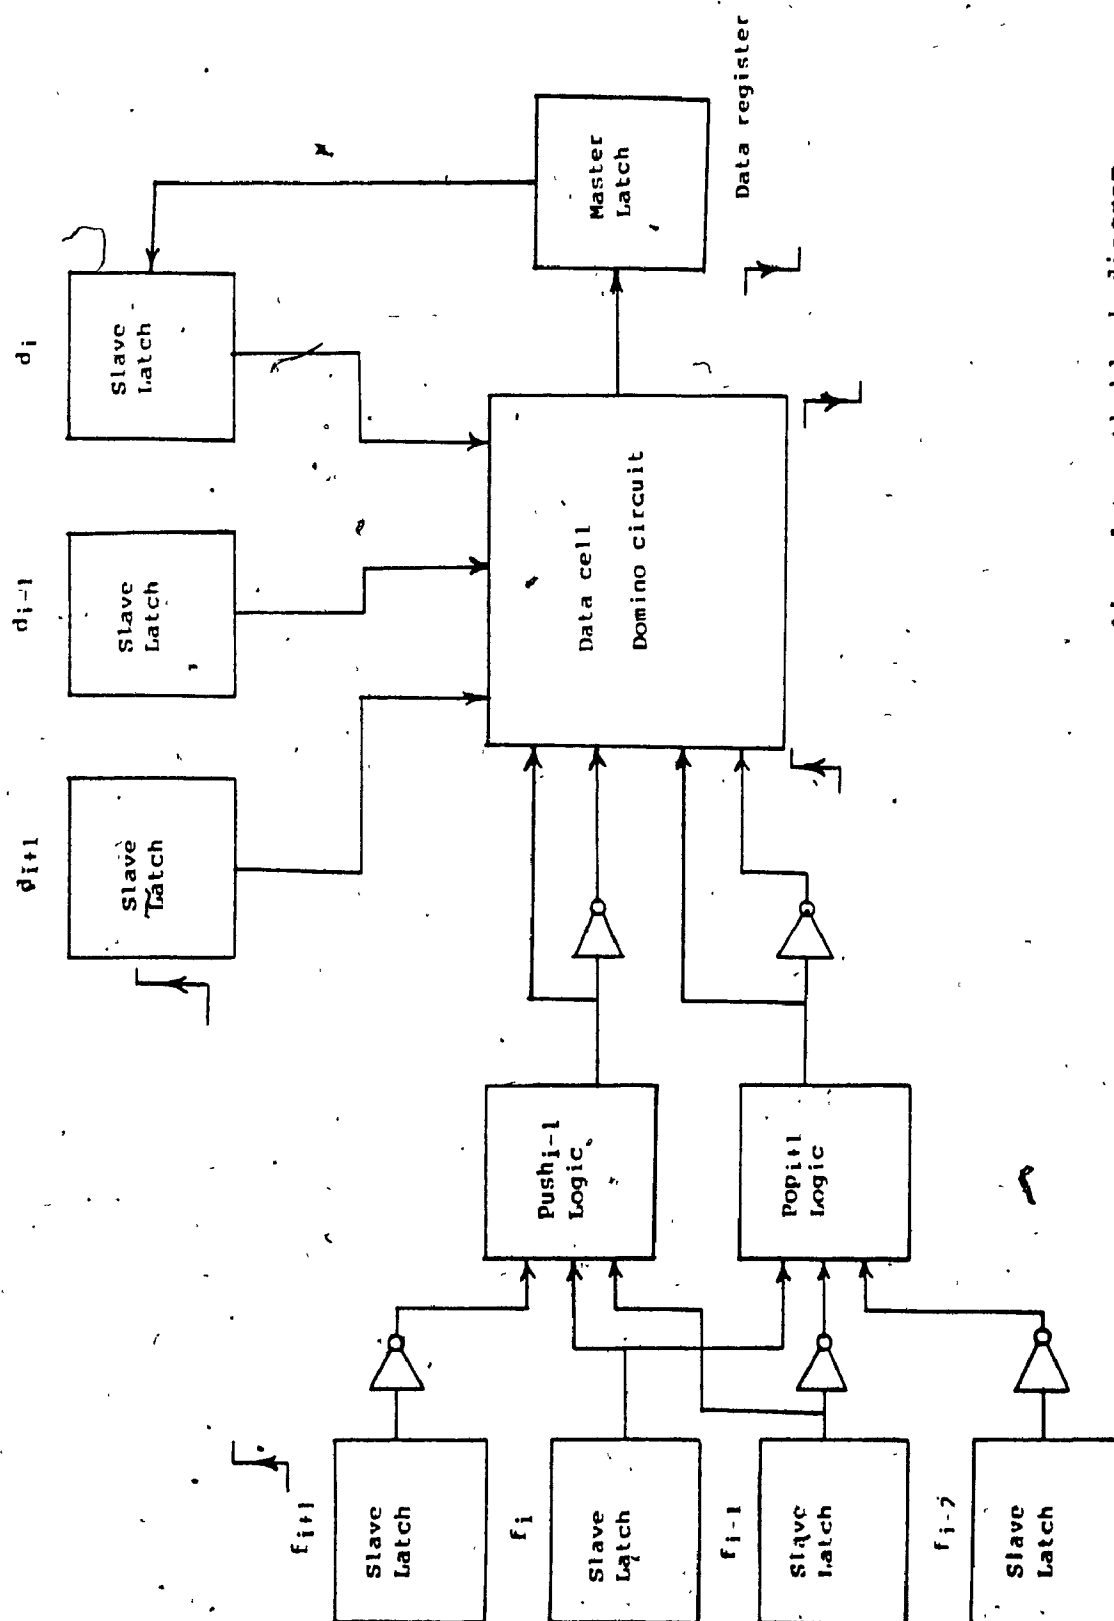 d_i+1
d_i-1
d_i
Slave
Latch
Slave
Latch
Slave
Latch
Master
Latch
Data register
Data cell
Domino circuit
Push_i-1
Logic
Pop_i+1
Logic
f_i+1
Slave
Latch
f_i
Slave
Latch
f_i-1
Slave
Latch
f_i-2
Slave
Latch